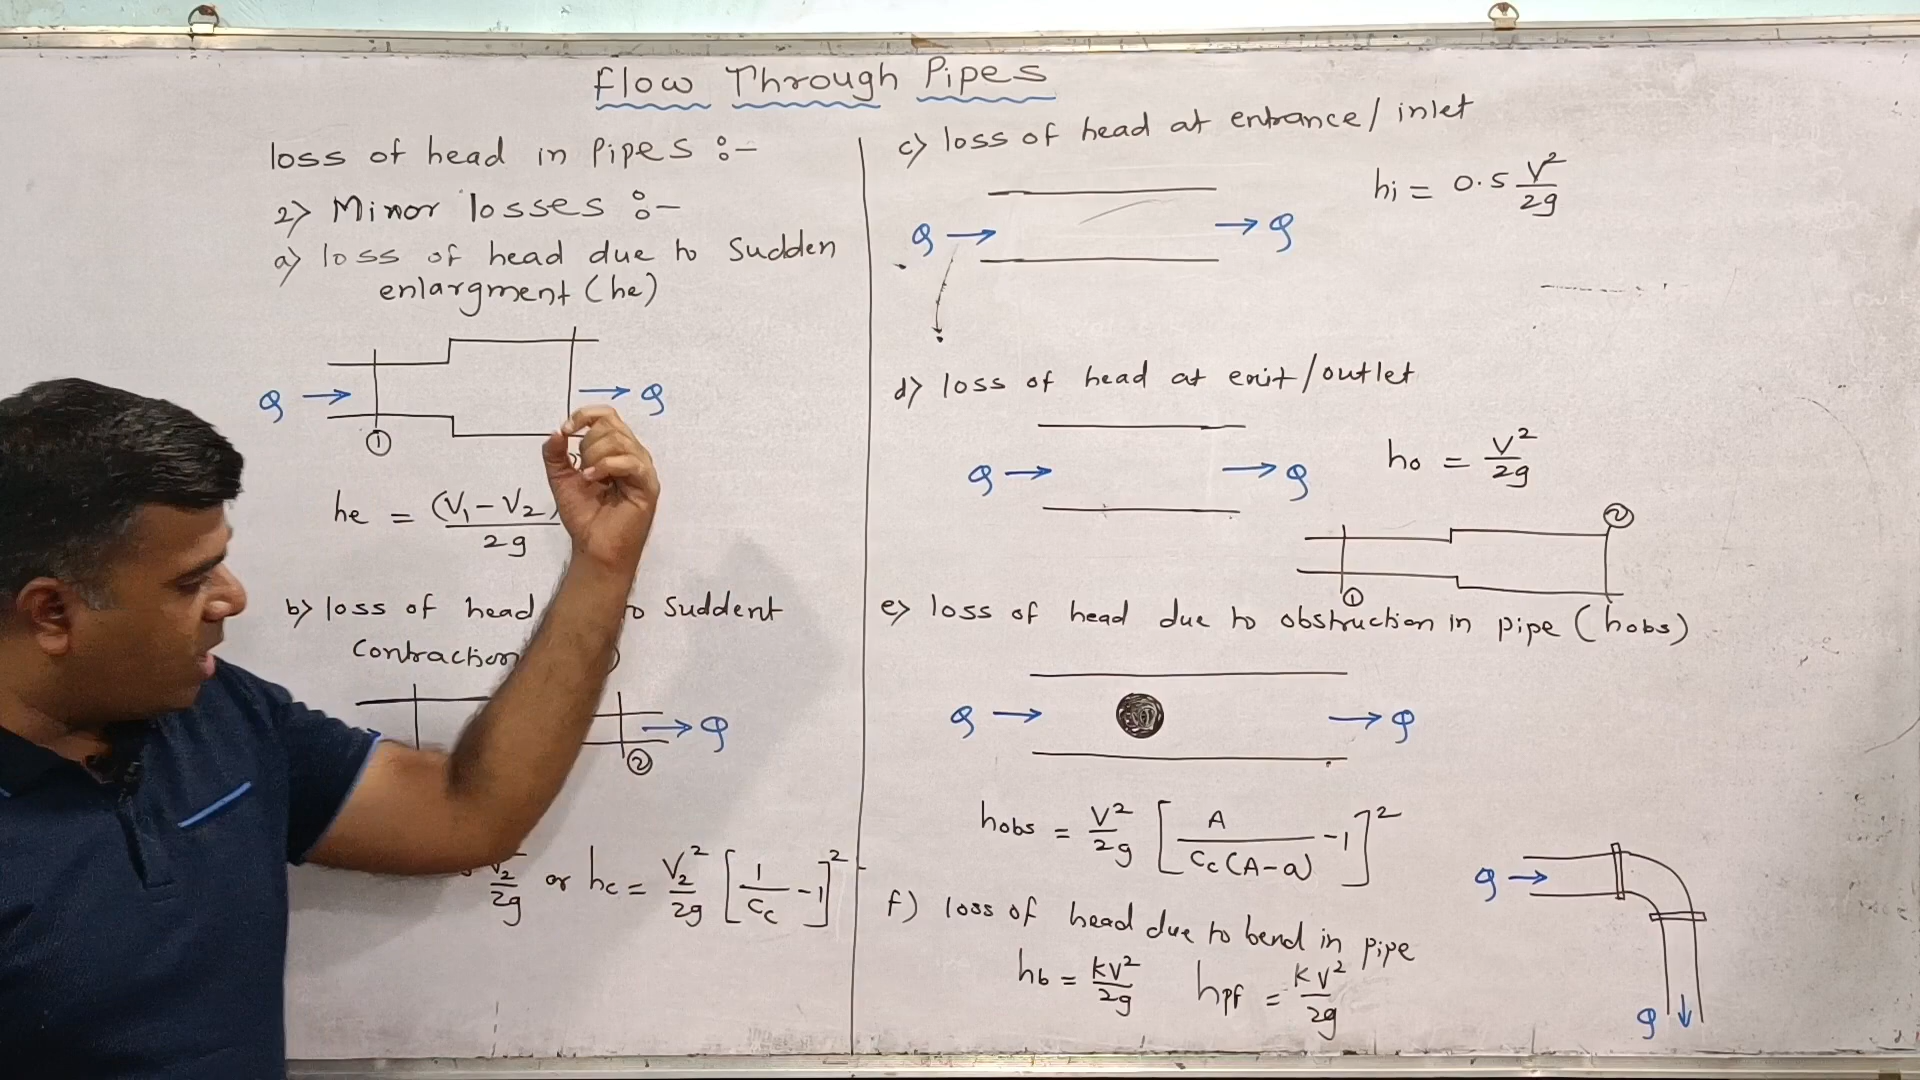 Flow Through Pipes
loss of head in Pipes :-
2) Minor losses :-
a) loss of head due to sudden
enlargment (he)
Q → → Q
①
he = (V₁ - V₂)
2g
b) loss of head to Suddent
Contraction )
→ Q
②
V₂²/2g or hc = V₂²/2g [1/Cc - 1]²
c) loss of head at entrance / inlet
hi = 0.5 V²/2g
Q → → Q
d) loss of head at exit / outlet
ho = V²/2g
Q → → Q
②
①
e) loss of head due to obstruction in pipe (hobs)
Q → → Q
hobs = V²/2g [A/Cc(A-a) - 1]²
Q →
f) loss of head due to bend in pipe
hb = kV²/2g hpf = kV²/2g
Q ↓